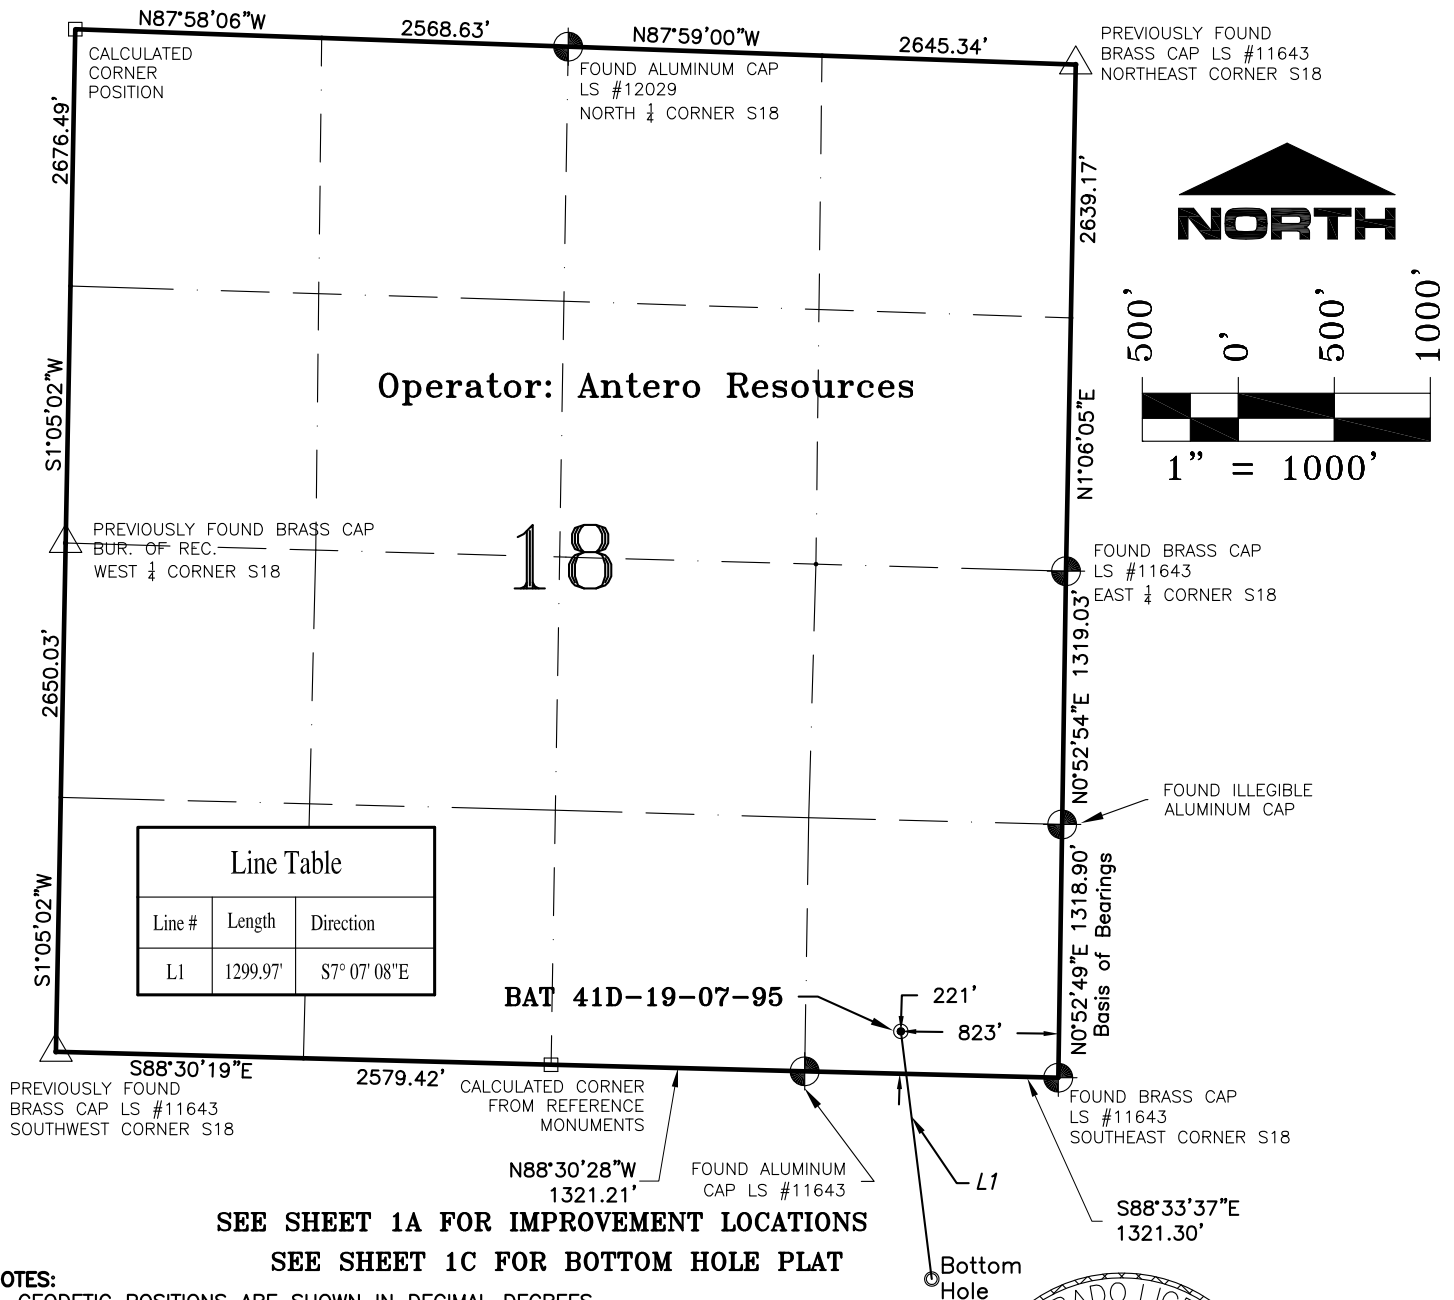 N87°58'06"W
2568.63'
N87°59'00"W
2645.34'
PREVIOUSLY FOUND
BRASS CAP LS #11643
NORTHEAST CORNER S18
CALCULATED
CORNER
POSITION
FOUND ALUMINUM CAP
LS #12029
NORTH 1/4 CORNER S18
2676.49'
2639.17'
NORTH
500'
0'
500'
1000'
1" = 1000'
Operator: Antero Resources
S1°05'02"W
N1°06'05"E
18
PREVIOUSLY FOUND BRASS CAP
BUR. OF REC.
WEST 1/4 CORNER S18
FOUND BRASS CAP
LS #11643
EAST 1/4 CORNER S18
2650.03'
N0°52'54"E 1319.03'
FOUND ILLEGIBLE
ALUMINUM CAP
Line Table
Line # Length Direction
L1 1299.97' S7° 07' 08"E
S1°05'02"W
N0°52'49"E 1318.90'
Basis of Bearings
BAT 41D-19-07-95
221'
823'
S88°30'19"E
2579.42'
PREVIOUSLY FOUND
BRASS CAP LS #11643
SOUTHWEST CORNER S18
CALCULATED CORNER
FROM REFERENCE
MONUMENTS
FOUND BRASS CAP
LS #11643
SOUTHEAST CORNER S18
N88°30'28"W
1321.21'
FOUND ALUMINUM
CAP LS #11643
L1
S88°33'37"E
1321.30'
SEE SHEET 1A FOR IMPROVEMENT LOCATIONS
SEE SHEET 1C FOR BOTTOM HOLE PLAT
Bottom
Hole
OTES:
GEODETIC POSITIONS ARE SHOWN IN DECIMAL DEGREES